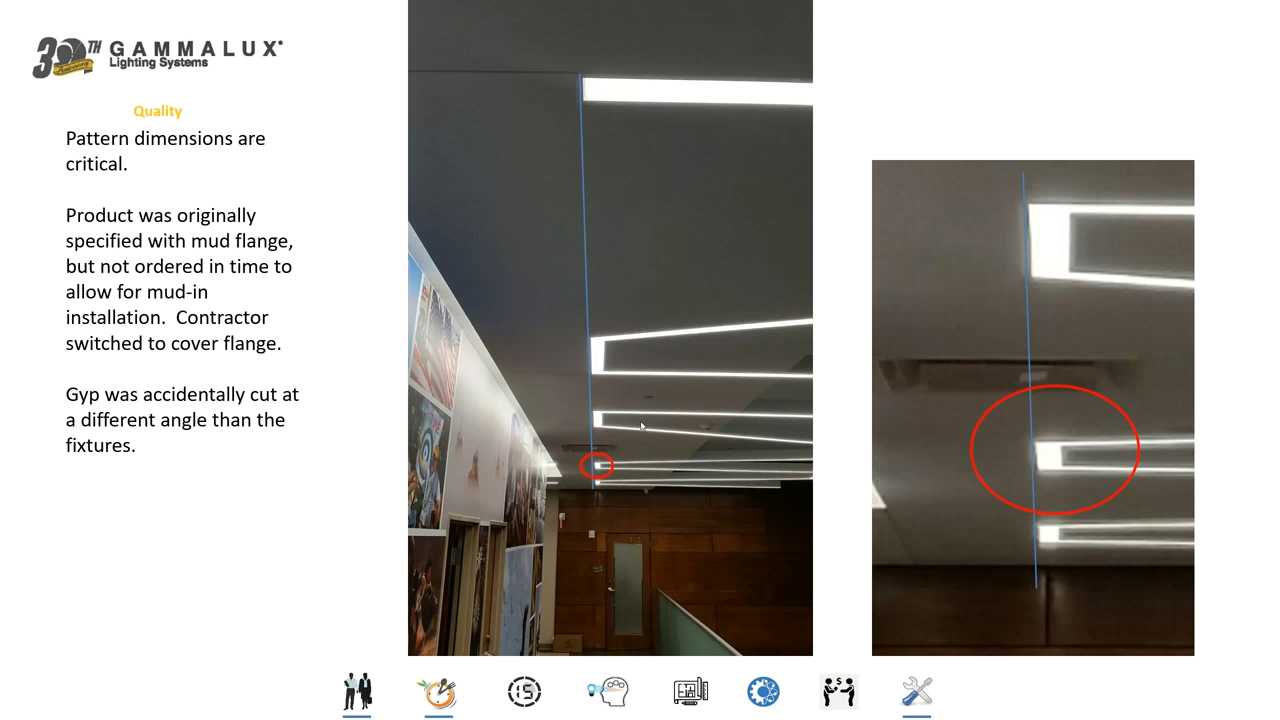 30TH GAMMALUX
Anniversary
Lighting Systems
Quality
Pattern dimensions are
critical.
Product was originally
specified with mud flange,
but not ordered in time to
allow for mud-in
installation.  Contractor
switched to cover flange.
Gyp was accidentally cut at
a different angle than the
fixtures.
15
$